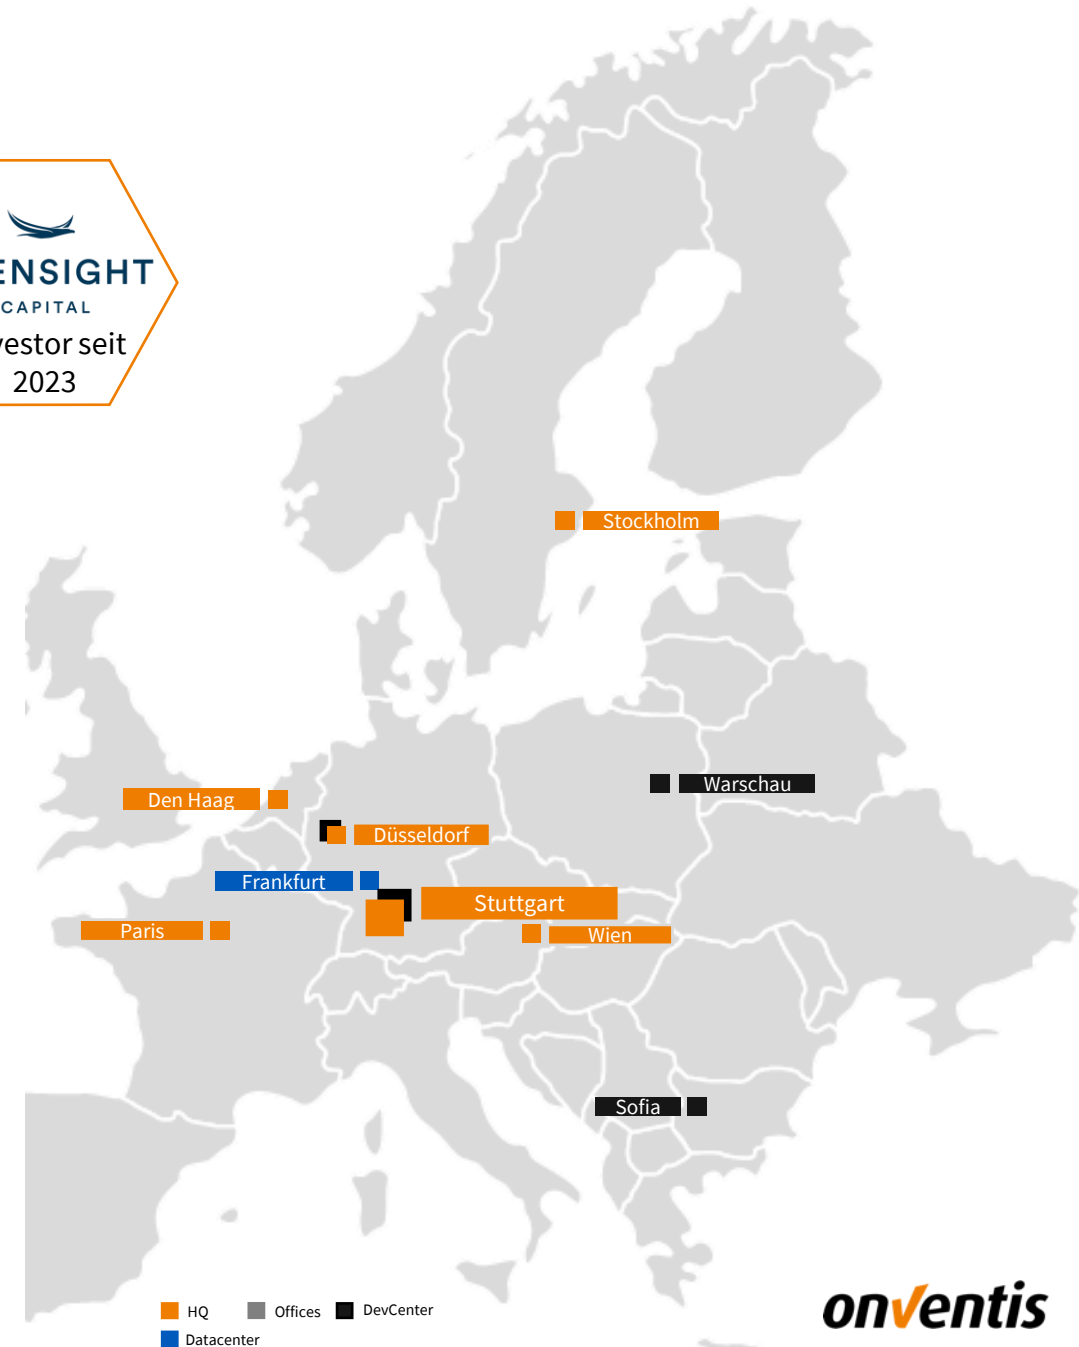 ENSIGHT
CAPITAL
vestor seit
2023
Stockholm
Warschau
Den Haag
Düsseldorf
Frankfurt
Stuttgart
Paris
Wien
Sofia
HQ Offices DevCenter
Datacenter
onventis